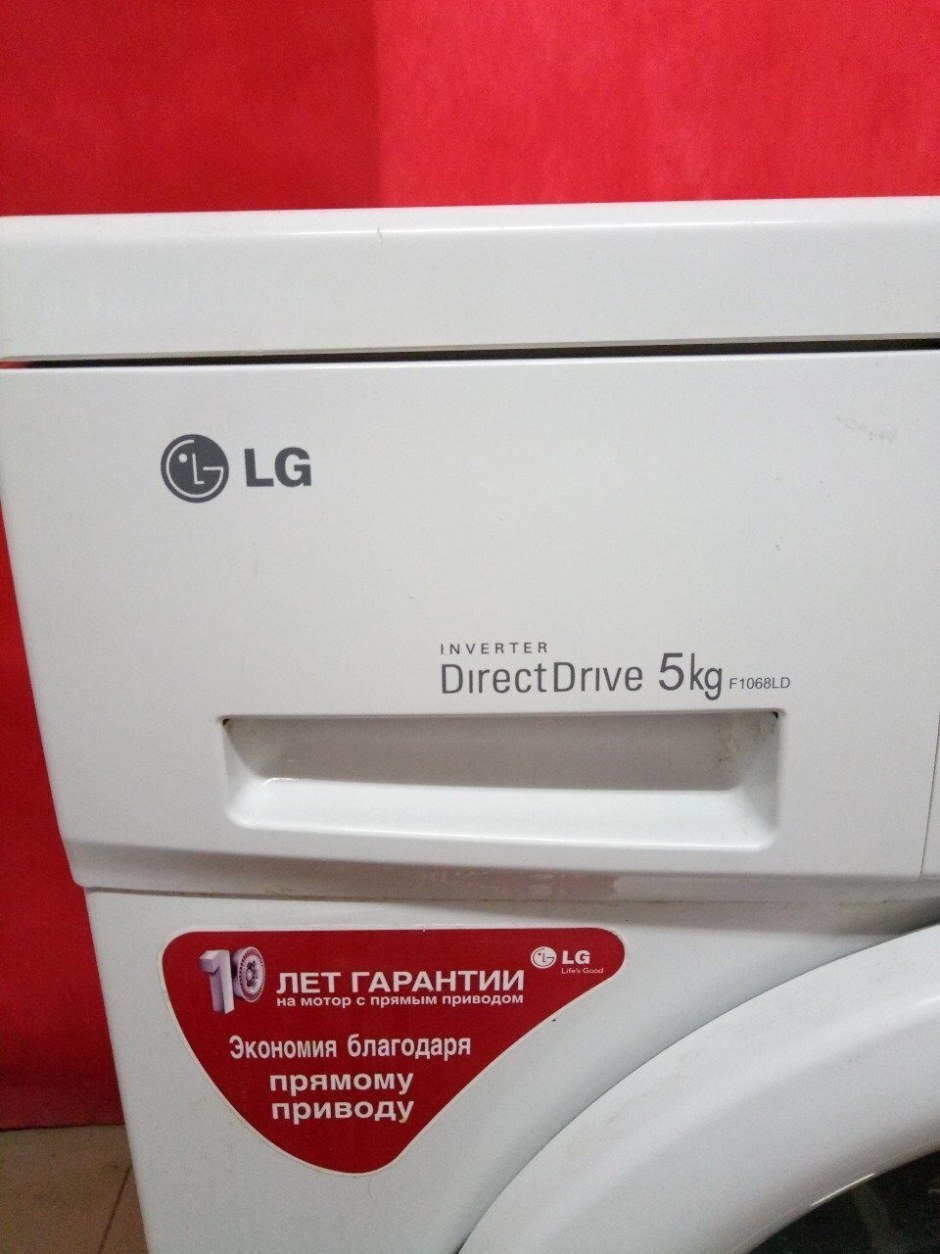 LG
INVERTER
DirectDrive 5kg F1068LD
10 ЛЕТ ГАРАНТИИ
на мотор с прямым приводом
LG
Life's Good
Экономия благодаря
прямому
приводу